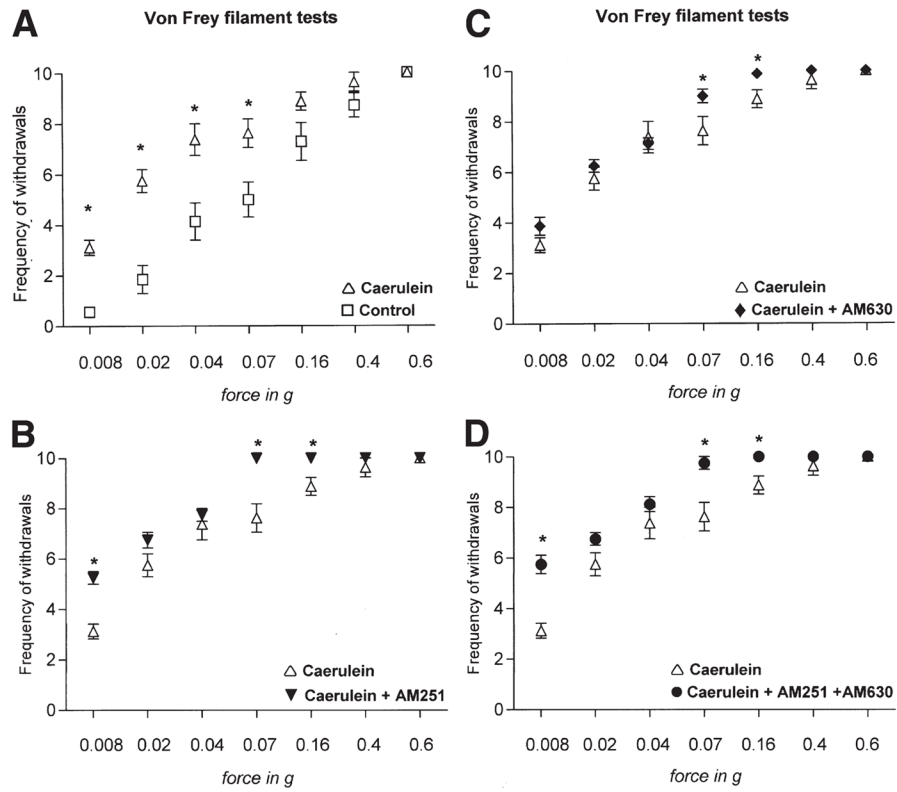 A
Von Frey filament tests
Frequency of withdrawals
10
8
6
4
2
0
*
*
*
*
Caerulein
Control
0.008 0.02 0.04 0.07 0.16 0.4 0.6
force in g
C
Von Frey filament tests
Frequency of withdrawals
10
8
6
4
2
0
*
*
Caerulein
Caerulein + AM630
0.008 0.02 0.04 0.07 0.16 0.4 0.6
force in g
B
Frequency of withdrawals
10
8
6
4
2
0
*
*
*
Caerulein
Caerulein + AM251
0.008 0.02 0.04 0.07 0.16 0.4 0.6
force in g
D
Frequency of withdrawals
10
8
6
4
2
0
*
*
*
Caerulein
Caerulein + AM251 +AM630
0.008 0.02 0.04 0.07 0.16 0.4 0.6
force in g